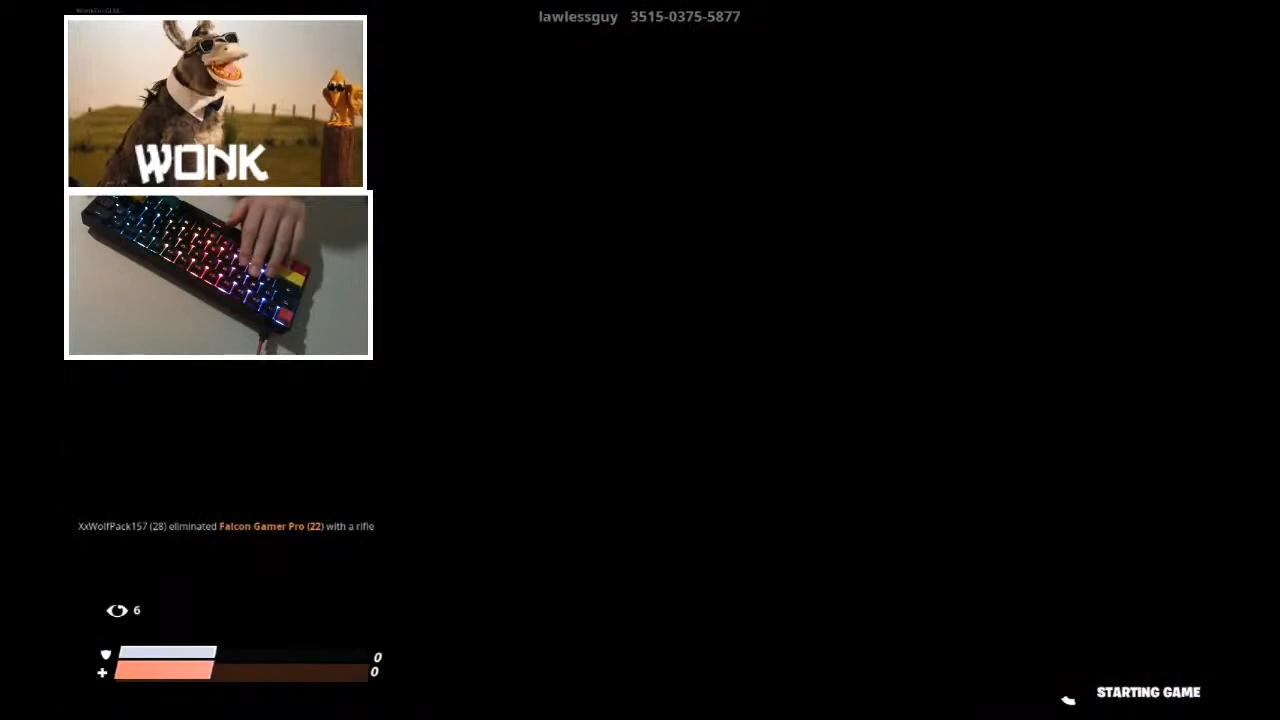 lawlessguy 3515-0375-5877
WONK
XxWolfPack157 (28) eliminated Falcon Gamer Pro (22) with a rifle
6
0
0
STARTING GAME